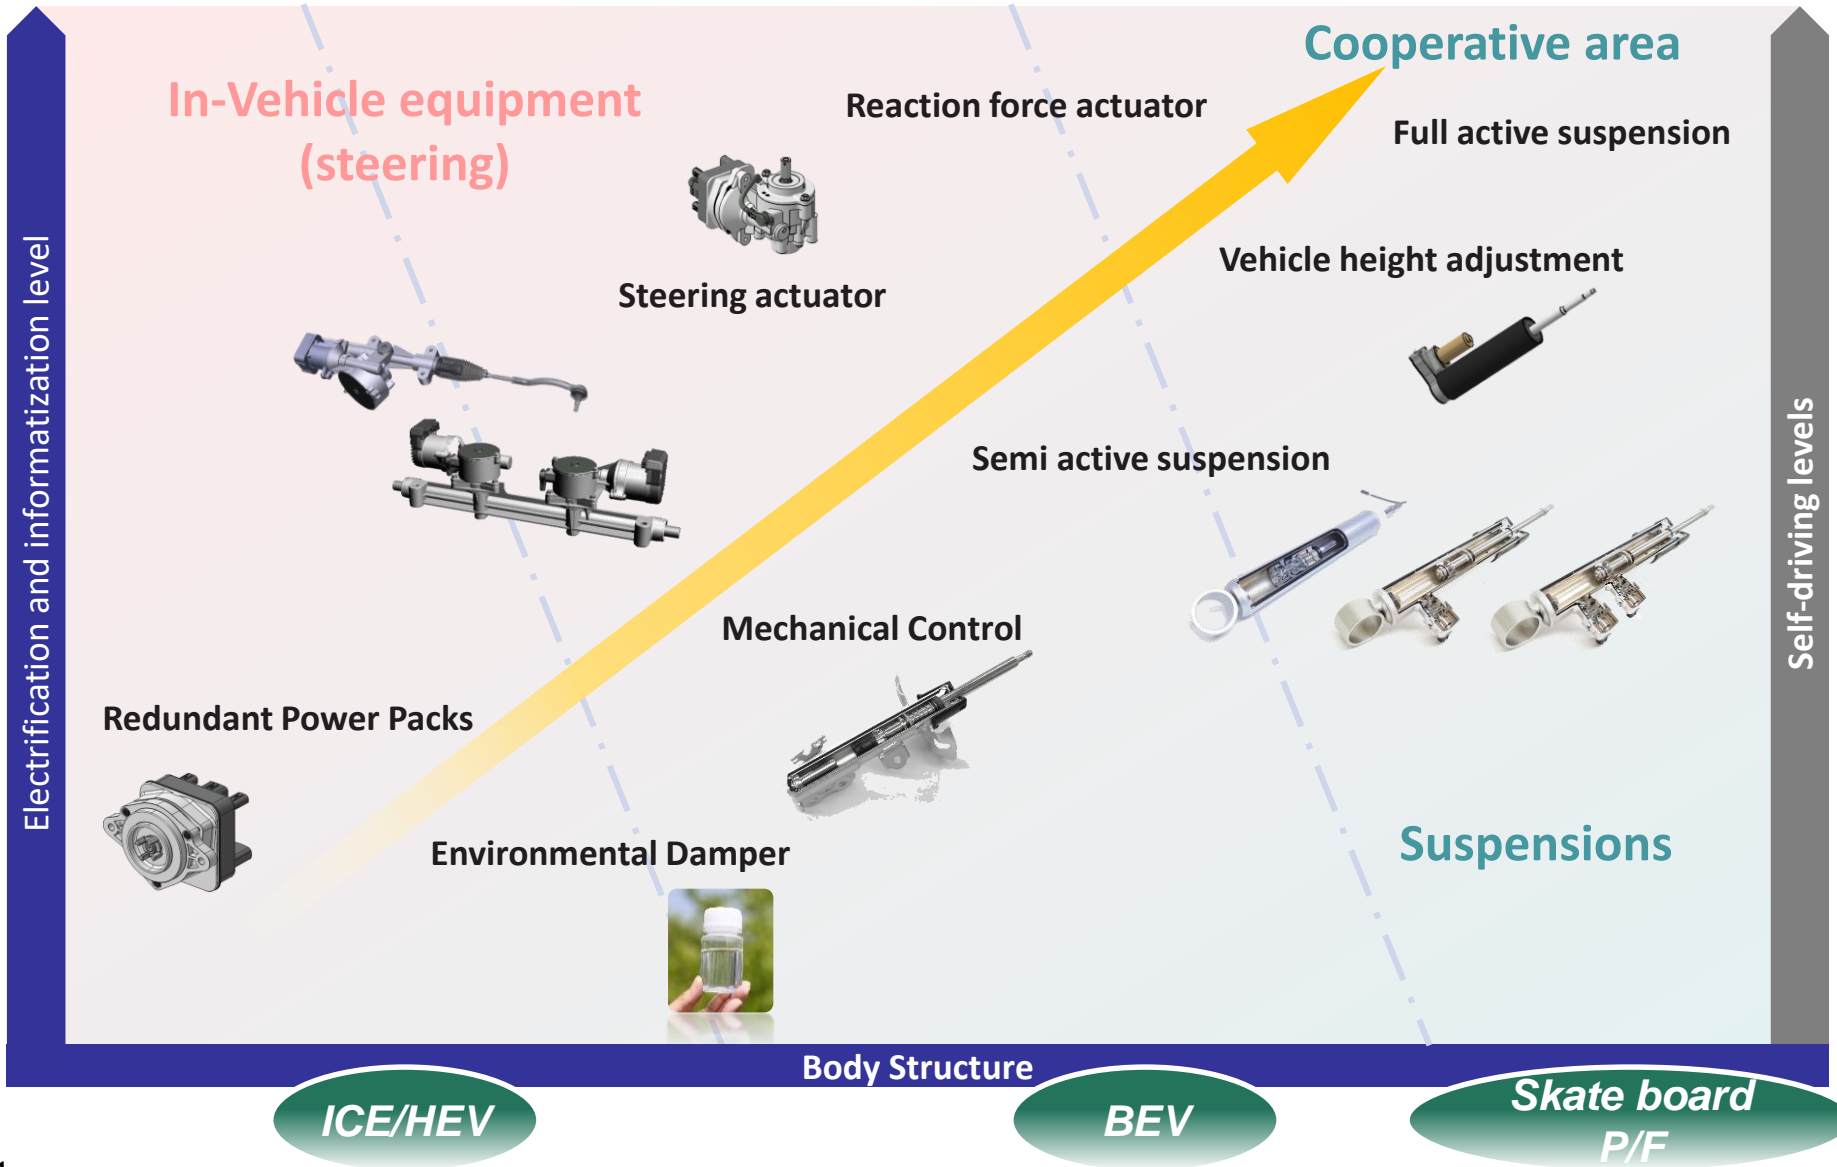 Cooperative area
In-Vehicle equipment
(steering)
Reaction force actuator
Full active suspension
Vehicle height adjustment
Steering actuator
Semi active suspension
Mechanical Control
Redundant Power Packs
Environmental Damper
Suspensions
Electrification and informatization level
Self-driving levels
Body Structure
ICE/HEV
BEV
Skate board
P/F